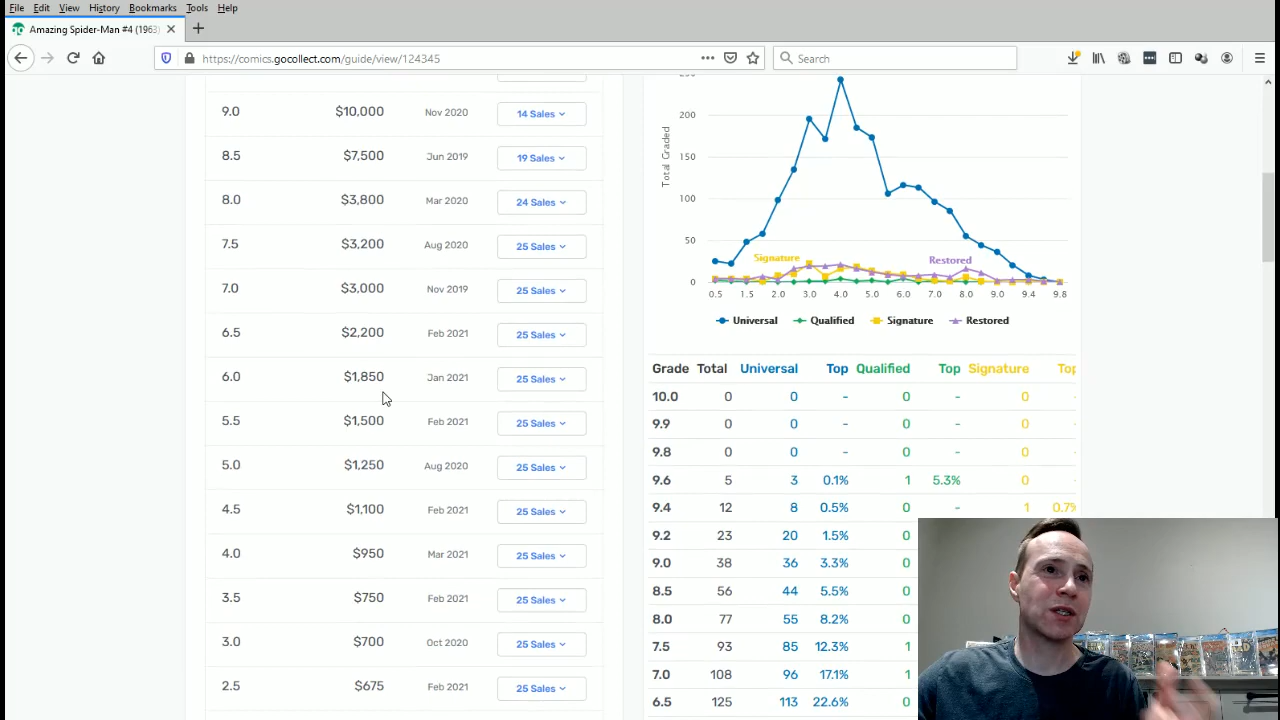 File Edit View History Bookmarks Tools Help
Amazing Spider-Man #4 (1963)
https://comics.gocollect.com/guide/view/124345
Search
9.0 $10,000 Nov 2020 14 Sales
8.5 $7,500 Jun 2019 19 Sales
8.0 $3,800 Mar 2020 24 Sales
7.5 $3,200 Aug 2020 25 Sales
7.0 $3,000 Nov 2019 25 Sales
6.5 $2,200 Feb 2021 25 Sales
6.0 $1,850 Jan 2021 25 Sales
5.5 $1,500 Feb 2021 25 Sales
5.0 $1,250 Aug 2020 25 Sales
4.5 $1,100 Feb 2021 25 Sales
4.0 $950 Mar 2021 25 Sales
3.5 $750 Feb 2021 25 Sales
3.0 $700 Oct 2020 25 Sales
2.5 $675 Feb 2021 25 Sales
Total Graded
250
200
150
100
50
0
Signature Restored
0.5 1.5 2.0 3.0 4.0 5.0 6.0 7.0 8.0 9.0 9.4 9.8
Universal Qualified Signature Restored
Grade Total Universal Top Qualified Top Signature Top
10.0 0 0 - 0 - 0 -
9.9 0 0 - 0 - 0 -
9.8 0 0 - 0 - 0 -
9.6 5 3 0.1% 1 5.3% 0 -
9.4 12 8 0.5% 0 - 1 0.7%
9.2 23 20 1.5% 0
9.0 38 36 3.3% 0
8.5 56 44 5.5% 0
8.0 77 55 8.2% 0
7.5 93 85 12.3% 1
7.0 108 96 17.1% 1
6.5 125 113 22.6% 0